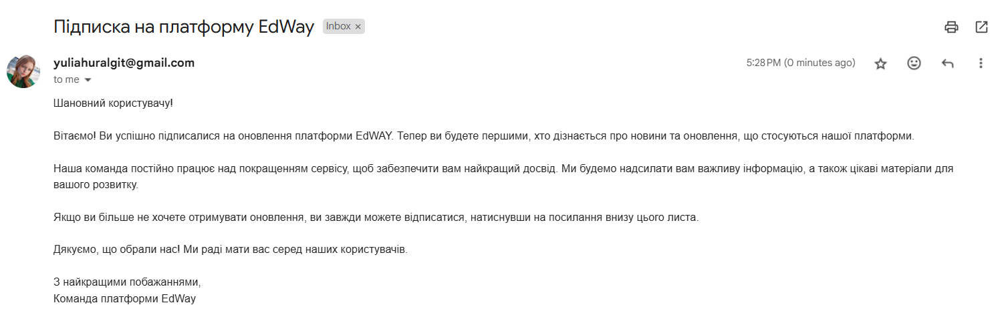 Підписка на платформу EdWay Inbox ×
yuliahuralgit@gmail.com 5:28 PM (0 minutes ago)
to me
Шановний користувачу!
Вітаємо! Ви успішно підписалися на оновлення платформи EdWAY. Тепер ви будете першими, хто дізнається про новини та оновлення, що стосуються нашої платформи.
Наша команда постійно працює над покращенням сервісу, щоб забезпечити вам найкращий досвід. Ми будемо надсилати вам важливу інформацію, а також цікаві матеріали для
вашого розвитку.
Якщо ви більше не хочете отримувати оновлення, ви завжди можете відписатися, натиснувши на посилання внизу цього листа.
Дякуємо, що обрали нас! Ми раді мати вас серед наших користувачів.
З найкращими побажаннями,
Команда платформи EdWay